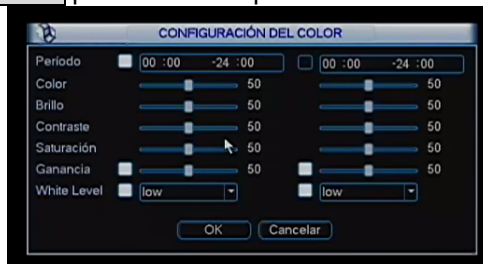 CONFIGURACIÓN DEL COLOR
Período 00 :00 -24 :00 00 :00 -24 :00
Color 50 50
Brillo 50 50
Contraste 50 50
Saturación 50 50
Ganancia 50 50
White Level low low
OK Cancelar